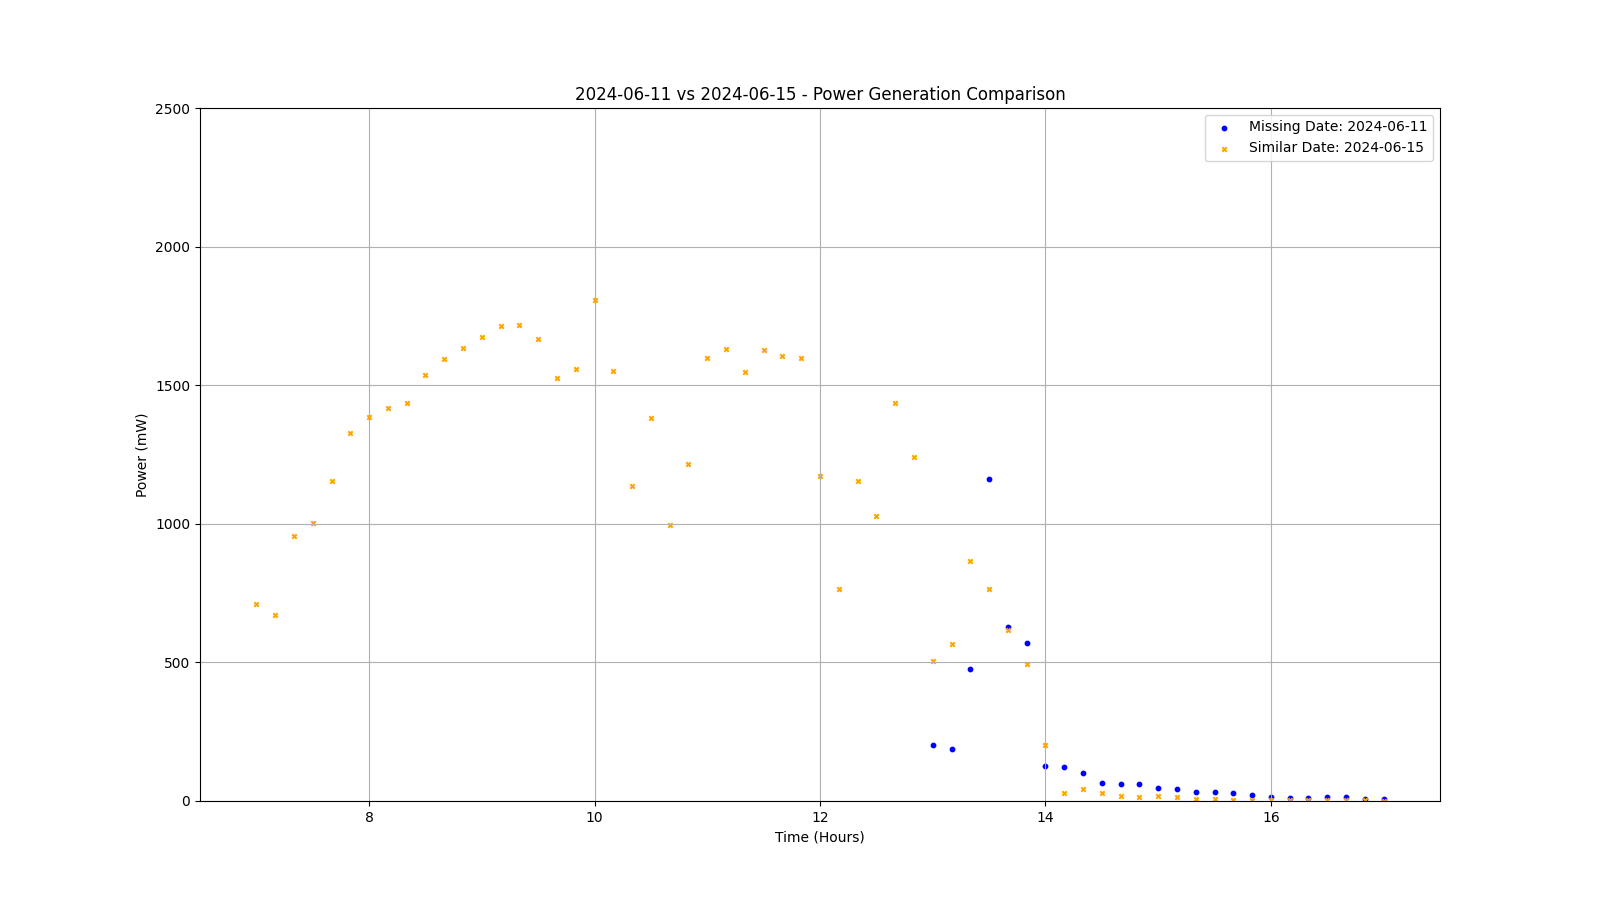 2024-06-11 vs 2024-06-15 - Power Generation Comparison
Missing Date: 2024-06-11
Similar Date: 2024-06-15
Power (mW)
2500
2000
1500
1000
500
0
8
10
12
14
16
Time (Hours)